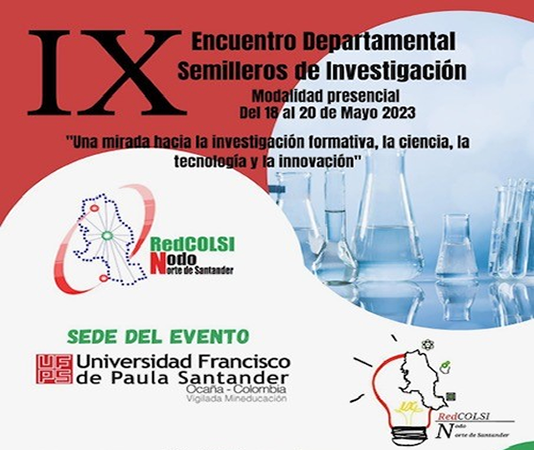 IX
Encuentro Departamental
Semilleros de Investigación
Modalidad presencial
Del 18 al 20 de Mayo 2023
"Una mirada hacia la investigación formativa, la ciencia, la
tecnología y la innovación"
RedCOLSI
Nodo
Norte de Santander
SEDE DEL EVENTO
UFPS
Universidad Francisco
de Paula Santander
Ocaña - Colombia
Vigilada Mineducación
RedCOLSI
Nodo
Norte de Santander